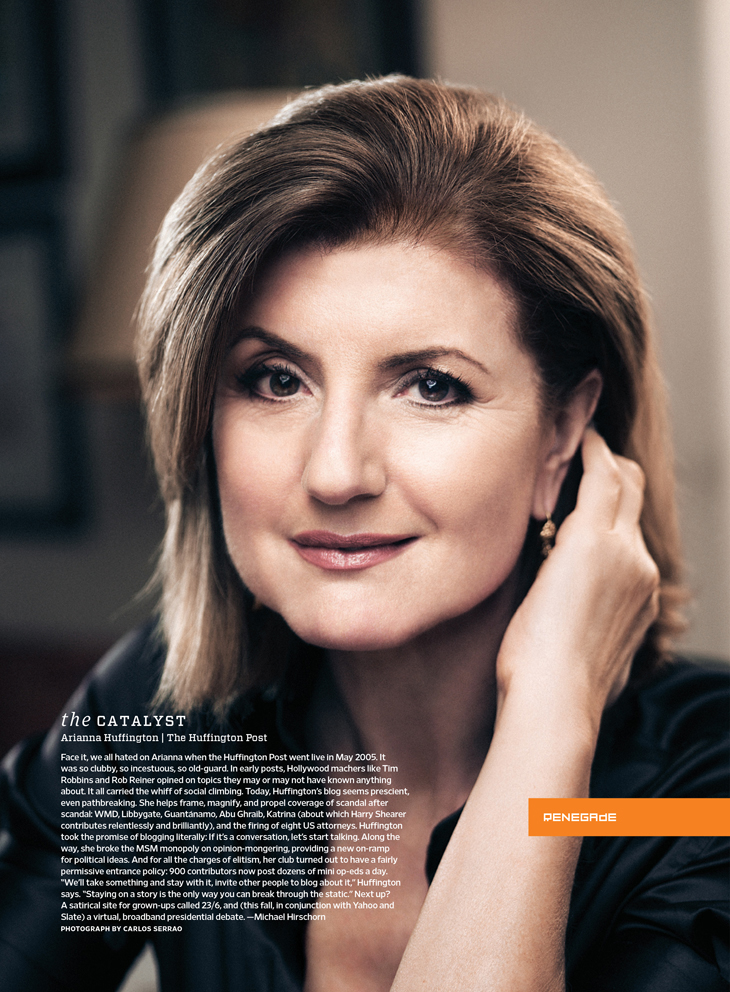 the CATALYST
Arianna Huffington | The Huffington Post
Face it, we all hated on Arianna when the Huffington Post went live in May 2005. It
was so clubby, so incestuous, so old-guard. In early posts, Hollywood machers like Tim
Robbins and Rob Reiner opined on topics they may or may not have known anything
about. It all carried the whiff of social climbing. Today, Huffington's blog seems prescient,
even pathbreaking. She helps frame, magnify, and propel coverage of scandal after
scandal: WMD, Libbygate, Guantánamo, Abu Ghraib, Katrina (about which Harry Shearer
contributes relentlessly and brilliantly), and the firing of eight US attorneys. Huffington
took the promise of blogging literally: If it's a conversation, let's start talking. Along the
way, she broke the MSM monopoly on opinion-mongering, providing a new on-ramp
for political ideas. And for all the charges of elitism, her club turned out to have a fairly
permissive entrance policy: 900 contributors now post dozens of mini op-eds a day.
"We'll take something and stay with it, invite other people to blog about it," Huffington
says. "Staying on a story is the only way you can break through the static." Next up?
A satirical site for grown-ups called 23/6, and (this fall, in conjunction with Yahoo and
Slate) a virtual, broadband presidential debate. —Michael Hirschorn
PHOTOGRAPH BY CARLOS SERRAO
RENEGAdE